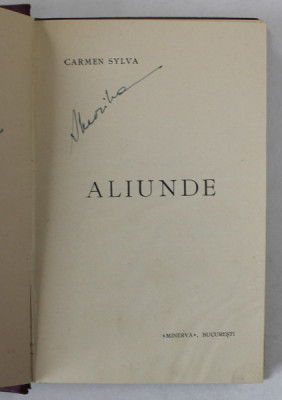 CARMEN SYLVA
ALIUNDE
«MINERVA», BUCUREȘTI